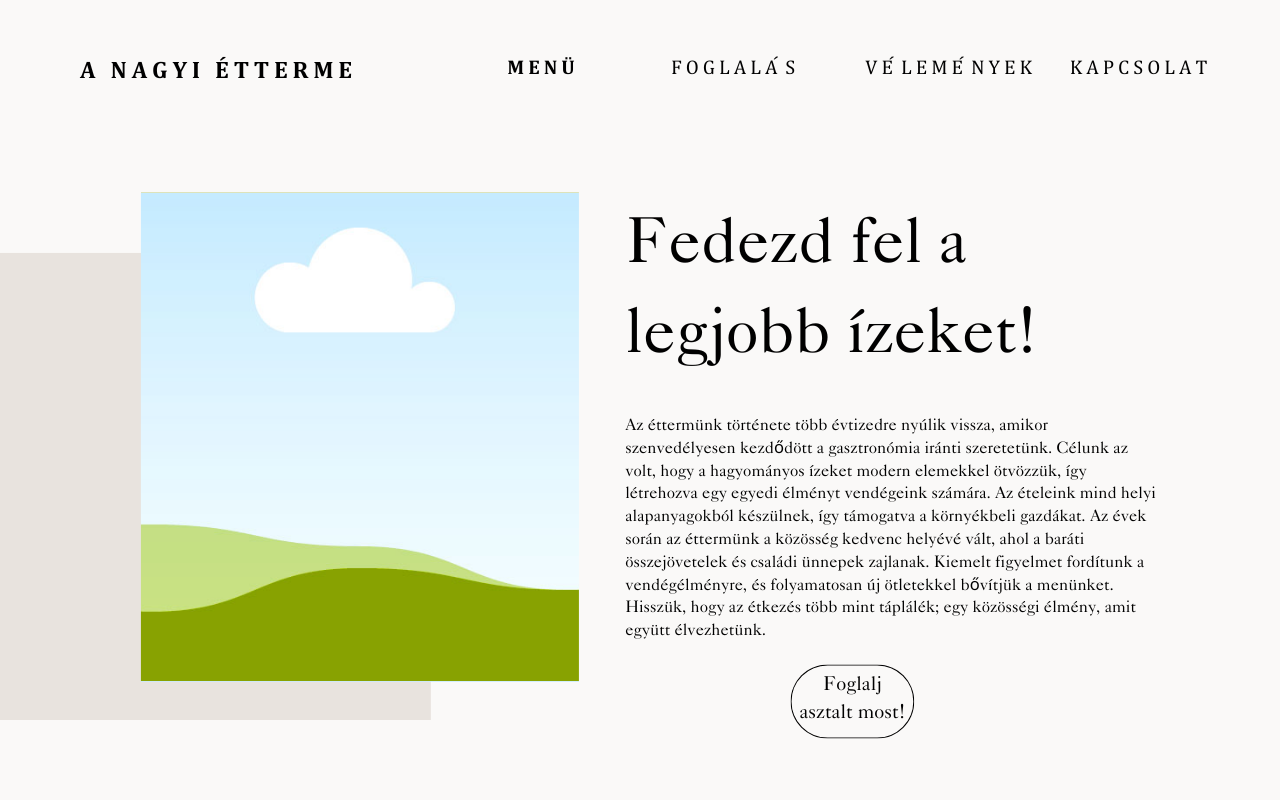 A NAGYI ÉTTERME
MENÜ
FOGLALÁS
VÉLEMÉNYEK
KAPCSOLAT
Fedezd fel a
legjobb ízeket!
Az éttermünk története több évtizedre nyúlik vissza, amikor
szenvedélyesen kezdődött a gasztronómia iránti szeretetünk. Célunk az
volt, hogy a hagyományos ízeket modern elemekkel ötvözzük, így
létrehozva egy egyedi élményt vendégeink számára. Az ételeink mind helyi
alapanyagokból készülnek, így támogatva a környékbeli gazdákat. Az évek
során az éttermünk a közösség kedvenc helyévé vált, ahol a baráti
összejövetelek és családi ünnepek zajlanak. Kiemelt figyelmet fordítunk a
vendégélményre, és folyamatosan új ötletekkel bővítjük a menünket.
Hisszük, hogy az étkezés több mint táplálék; egy közösségi élmény, amit
együtt élvezhetünk.
Foglalj
asztalt most!